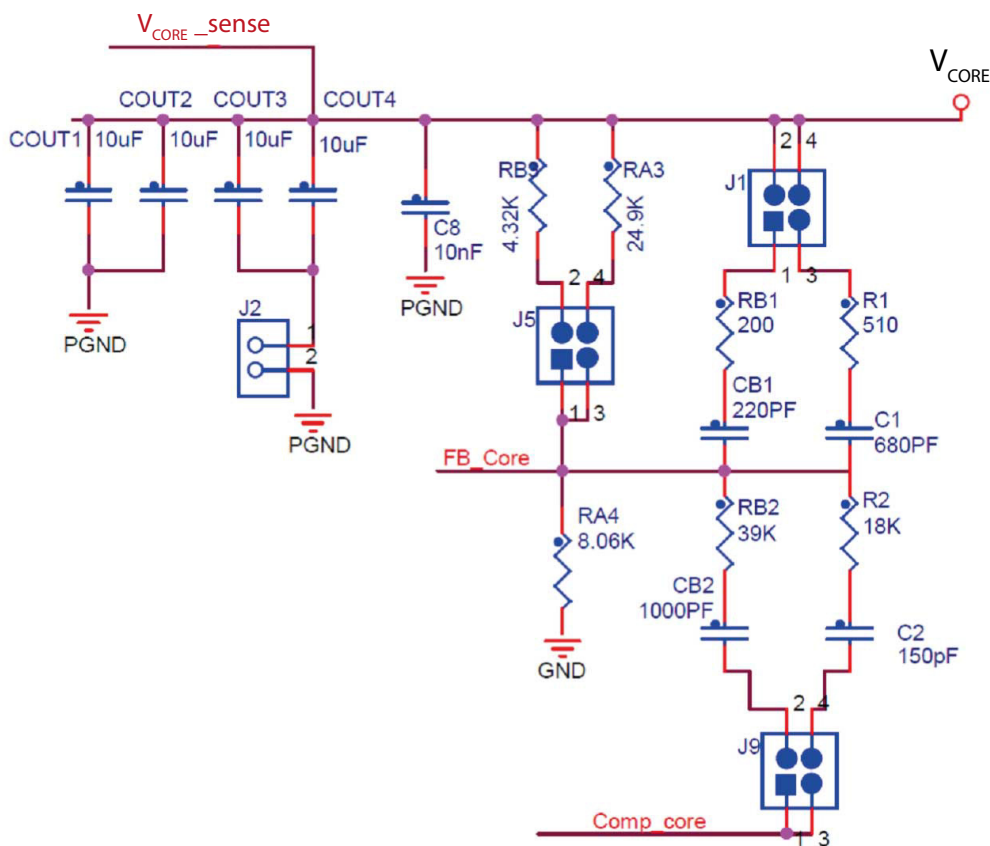 VCORE _sense
VCORE
COUT2
COUT3
COUT4
COUT1
10uF
10uF
10uF
10uF
RB3
4.32K
RA3
24.9K
2
4
J1
1
3
C8
10nF
PGND
PGND
J2
1
2
PGND
2
4
J5
1
3
RB1
200
R1
510
CB1
220PF
C1
680PF
FB_Core
RA4
8.06K
GND
RB2
39K
R2
18K
CB2
1000PF
C2
150pF
2
4
J9
1
3
Comp_core